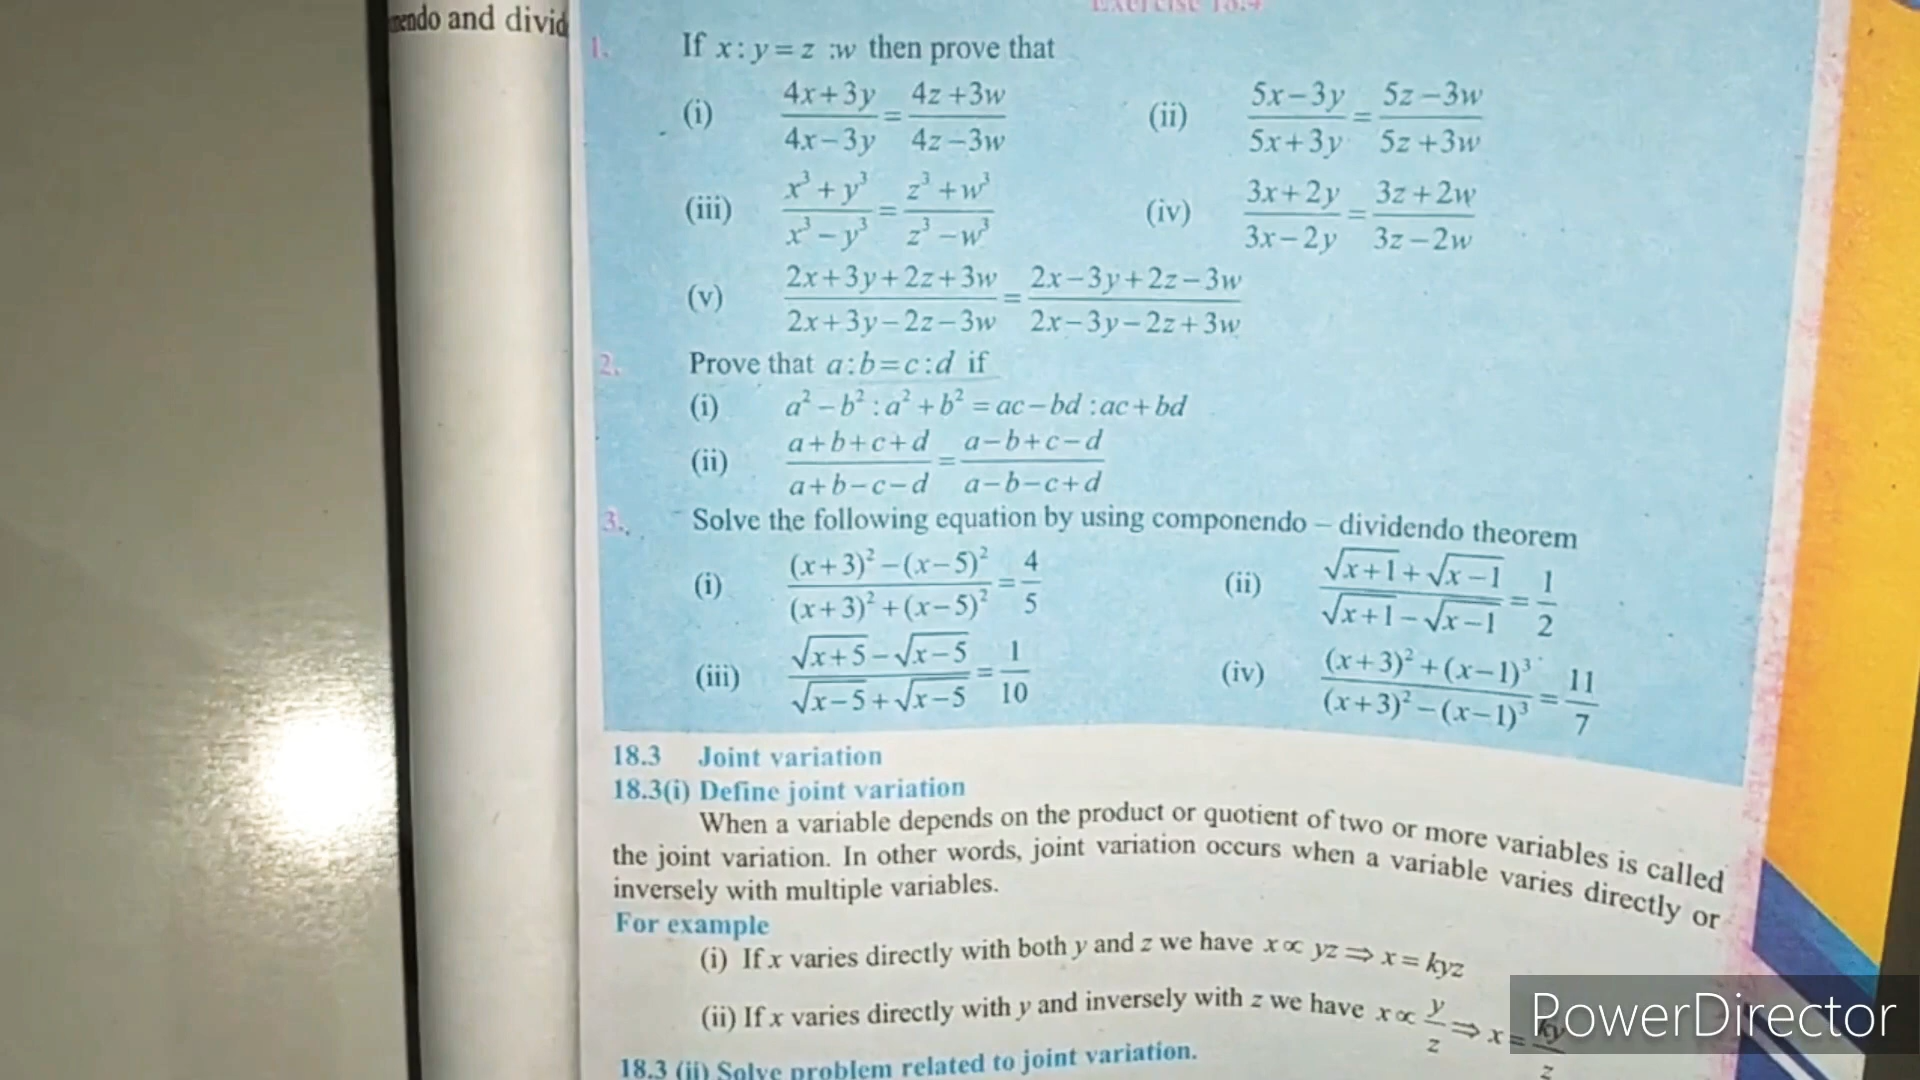 and divid
Exercise 18.4
1. If x : y = z : w then prove that
(i) (4x+3y)/(4x−3y) = (4z+3w)/(4z−3w) (ii) (5x−3y)/(5x+3y) = (5z−3w)/(5z+3w)
(iii) (x³+y³)/(x³−y³) = (z³+w³)/(z³−w³) (iv) (3x+2y)/(3x−2y) = (3z+2w)/(3z−2w)
(v) (2x+3y+2z+3w)/(2x+3y−2z−3w) = (2x−3y+2z−3w)/(2x−3y−2z+3w)
2. Prove that a:b=c:d if
(i) a²−b² : a²+b² = ac−bd : ac+bd
(ii) (a+b+c+d)/(a+b−c−d) = (a−b+c−d)/(a−b−c+d)
3. Solve the following equation by using componendo – dividendo theorem
(i) ((x+3)²−(x−5)²)/((x+3)²+(x−5)²) = 4/5 (ii) (√(x+1)+√(x−1))/(√(x+1)−√(x−1)) = 1/2
(iii) (√(x+5)−√(x−5))/(√(x−5)+√(x−5)) = 1/10 (iv) ((x+3)²+(x−1)³)/((x+3)²−(x−1)³) = 11/7
18.3 Joint variation
18.3(i) Define joint variation
When a variable depends on the product or quotient of two or more variables is called
the joint variation. In other words, joint variation occurs when a variable varies directly or
inversely with multiple variables.
For example
(i) If x varies directly with both y and z we have x ∝ yz ⇒ x = kyz
(ii) If x varies directly with y and inversely with z we have x ∝ y/z ⇒ x = ky/z
18.3 (ii) Solve problem related to joint variation.
PowerDirector